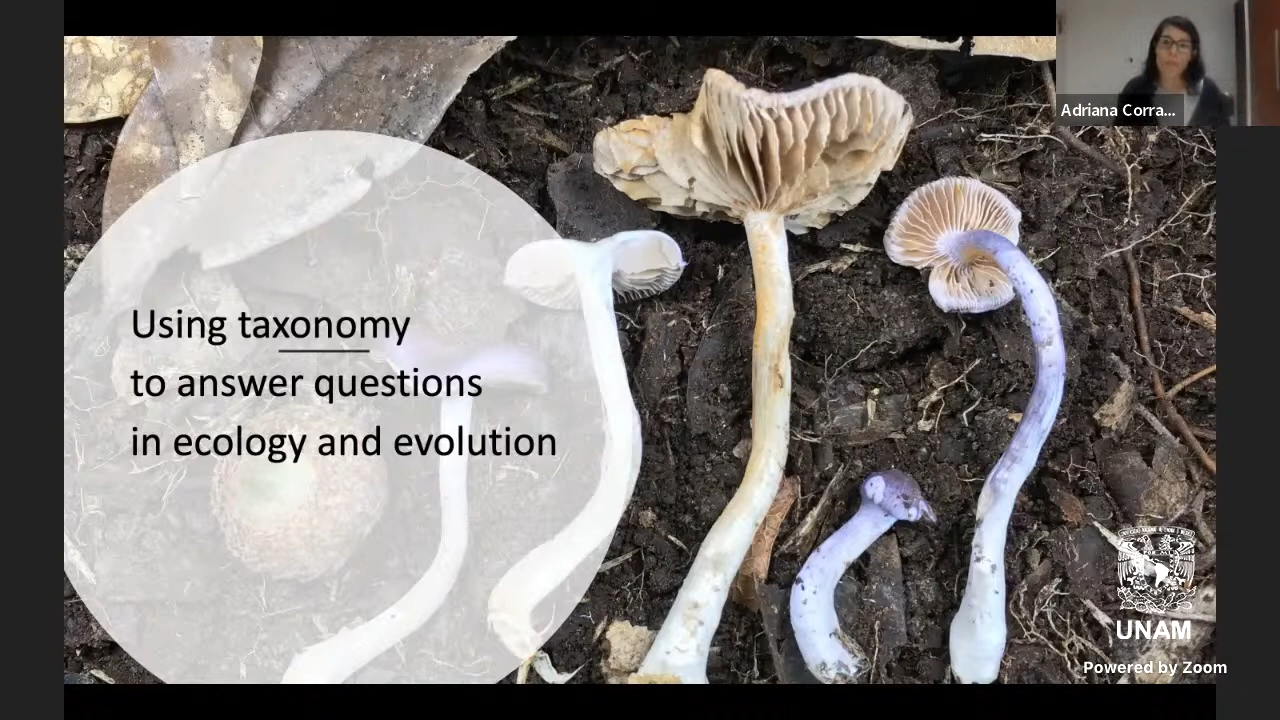 Adriana Corra...
Using taxonomy
to answer questions
in ecology and evolution
UNAM
Powered by Zoom